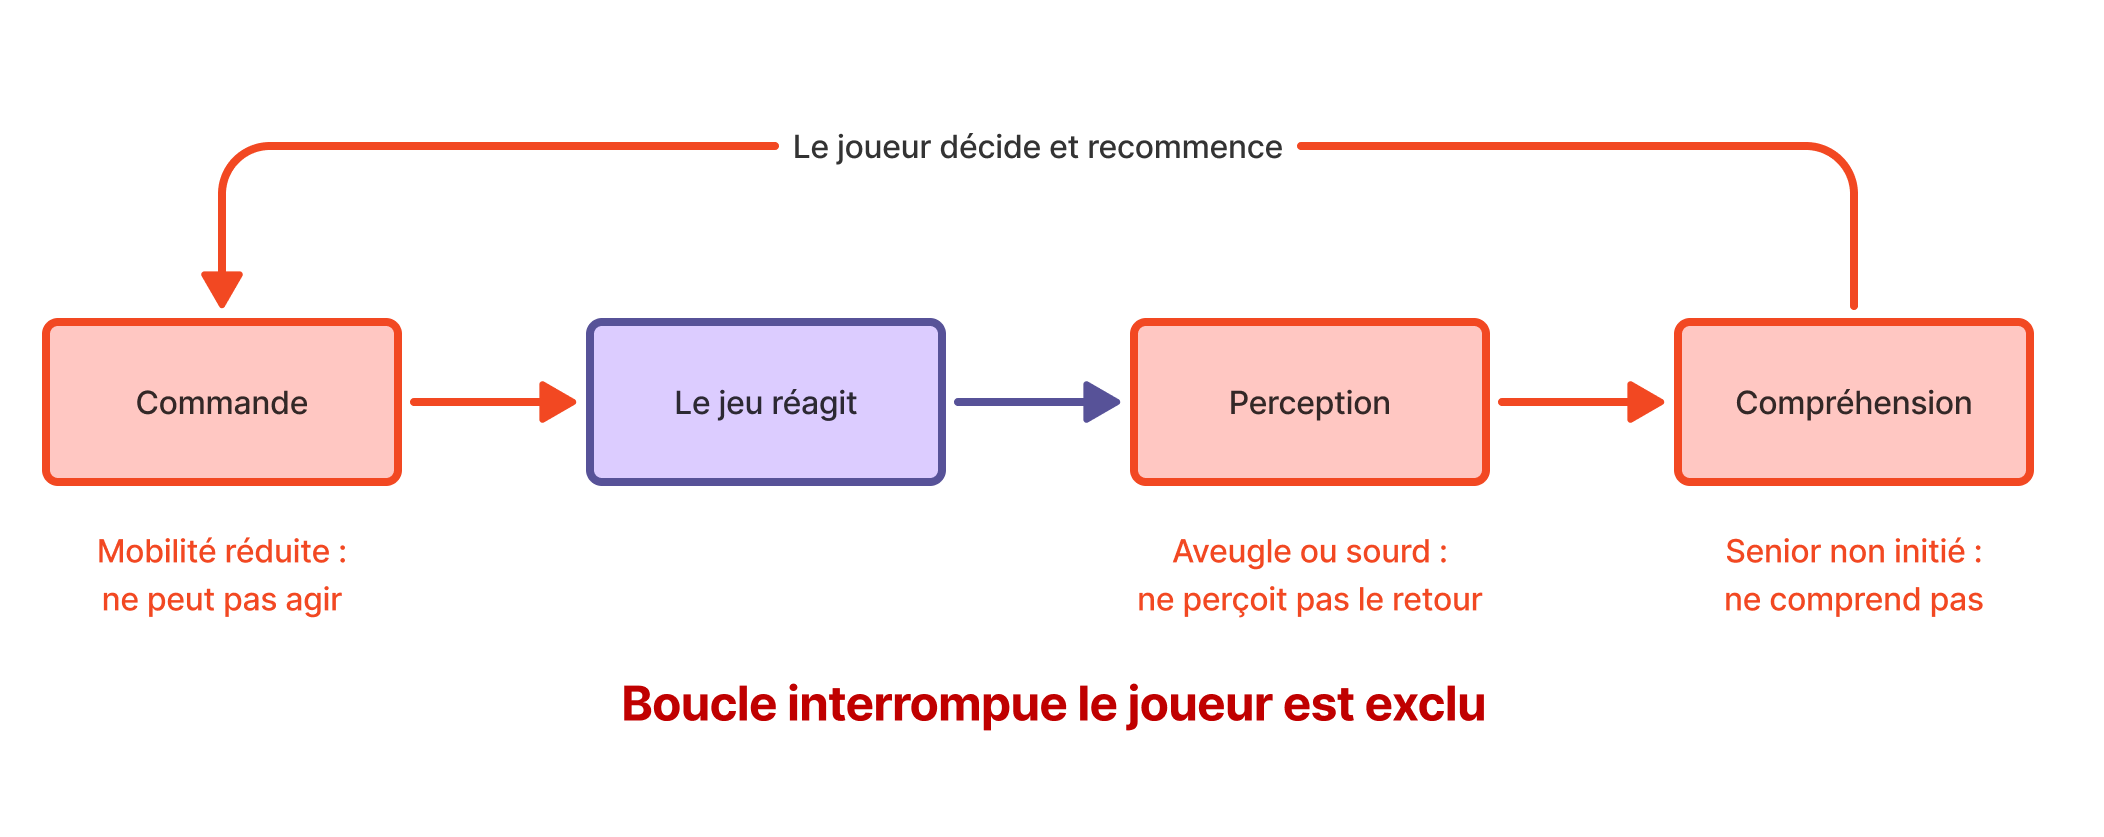 Le joueur décide et recommence
Commande
Le jeu réagit
Perception
Compréhension
Mobilité réduite :
ne peut pas agir
Aveugle ou sourd :
ne perçoit pas le retour
Senior non initié :
ne comprend pas
Boucle interrompue le joueur est exclu